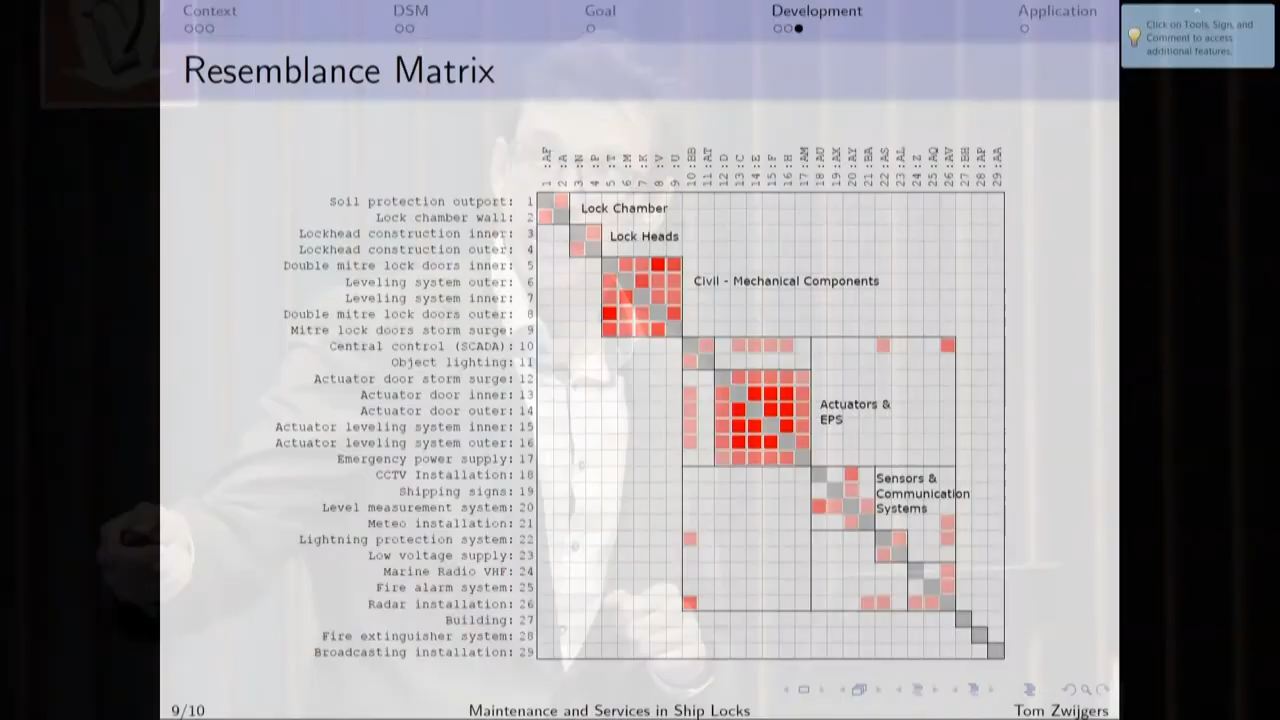 Context
DSM
Goal
Development
Application
Click on Tools, Sign, and
Comment to access
additional features.
Resemblance Matrix
1 :AF
2 :A
3 :N
4 :P
5 :T
6 :M
7 :K
8 :V
9 :U
10 :BB
11 :AT
12 :D
13 :C
14 :E
15 :F
16 :H
17 :AM
18 :AU
19 :AX
20 :AY
21 :BA
22 :AS
23 :AL
24 :Z
25 :AQ
26 :AV
27 :BH
28 :AP
29 :AA
Soil protection outport: 1
Lock chamber wall: 2
Lockhead construction inner: 3
Lockhead construction outer: 4
Double mitre lock doors inner: 5
Leveling system outer: 6
Leveling system inner: 7
Double mitre lock doors outer: 8
Mitre lock doors storm surge: 9
Central control (SCADA): 10
Object lighting: 11
Actuator door storm surge: 12
Actuator door inner: 13
Actuator door outer: 14
Actuator leveling system inner: 15
Actuator leveling system outer: 16
Emergency power supply: 17
CCTV Installation: 18
Shipping signs: 19
Level measurement system: 20
Meteo installation: 21
Lightning protection system: 22
Low voltage supply: 23
Marine Radio VHF: 24
Fire alarm system: 25
Radar installation: 26
Building: 27
Fire extinguisher system: 28
Broadcasting installation: 29
Lock Chamber
Lock Heads
Civil - Mechanical Components
Actuators &
EPS
Sensors &
Communication
Systems
9/10
Maintenance and Services in Ship Locks
Tom Zwijgers